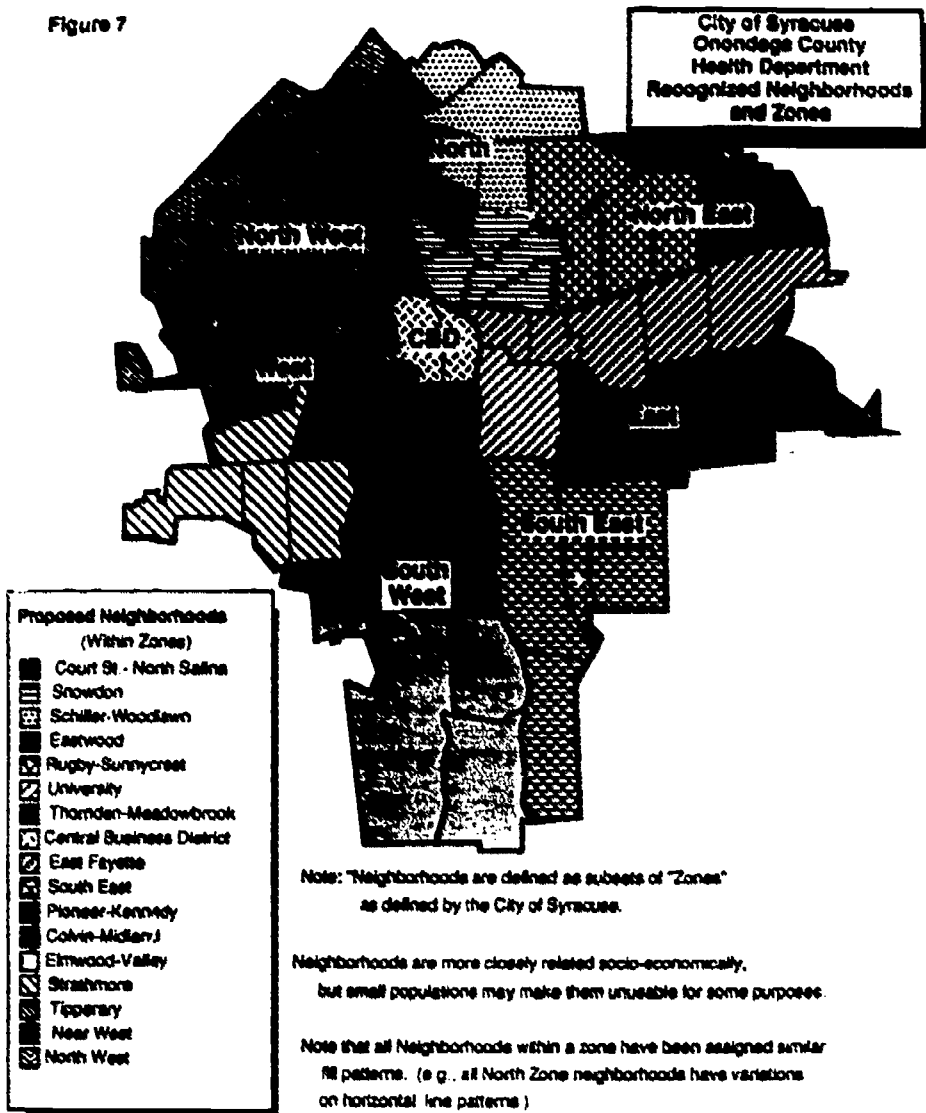 Figure 7
City of Syracuse
Onondaga County
Health Department
Recognized Neighborhoods
and Zones
North
North West
North East
CBD
West
East
South East
South
West
Proposed Neighborhoods
(Within Zones)
Court St.- North Salina
Snowdon
Schiller-Woodlawn
Eastwood
Rugby-Sunnycrest
University
Thornden-Meadowbrook
Central Business District
East Fayette
South East
Pioneer-Kennedy
Colvin-Midland
Elmwood-Valley
Strathmore
Tipperary
Near West
North West
Note: "Neighborhoods are defined as subsets of "Zones"
as defined by the City of Syracuse.
Neighborhoods are more closely related socio-economically,
but small populations may make them unusable for some purposes.
Note that all Neighborhoods within a zone have been assigned similar
fill patterns. (e.g., all North Zone neighborhoods have variations
on horizontal line patterns.)